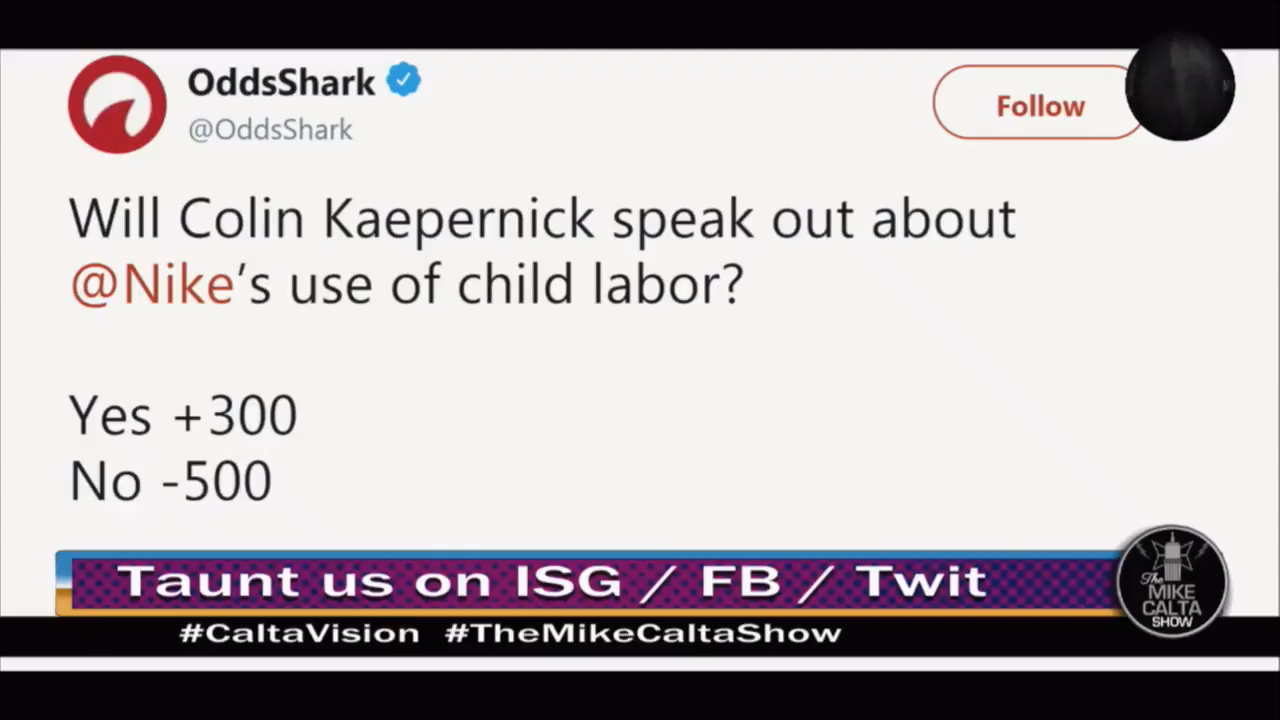 OddsShark
@OddsShark
Follow
Will Colin Kaepernick speak out about
@Nike's use of child labor?
Yes +300
No -500
Taunt us on ISG / FB / Twit
#CaltaVision #TheMikeCaltaShow
The
MIKE
CALTA
SHOW